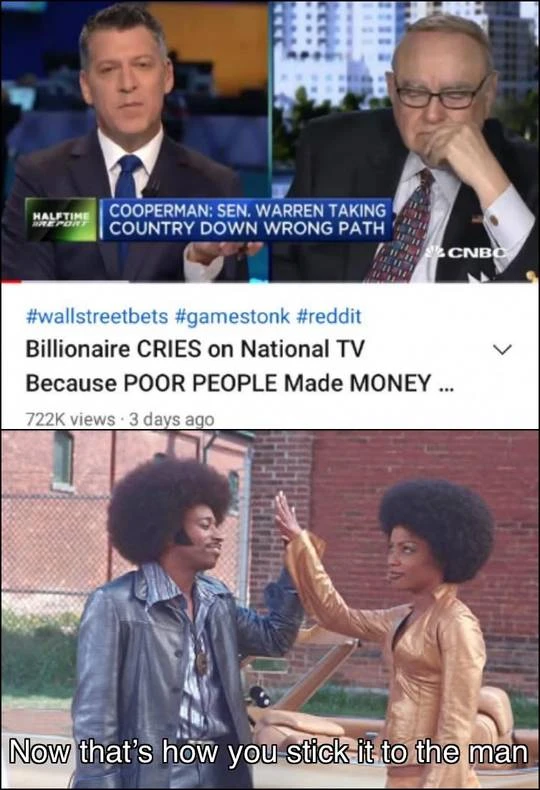 HALFTIME
REPORT
COOPERMAN: SEN. WARREN TAKING
COUNTRY DOWN WRONG PATH
CNBC
#wallstreetbets #gamestonk #reddit
Billionaire CRIES on National TV
Because POOR PEOPLE Made MONEY ...
722K views · 3 days ago
Now that's how you stick it to the man